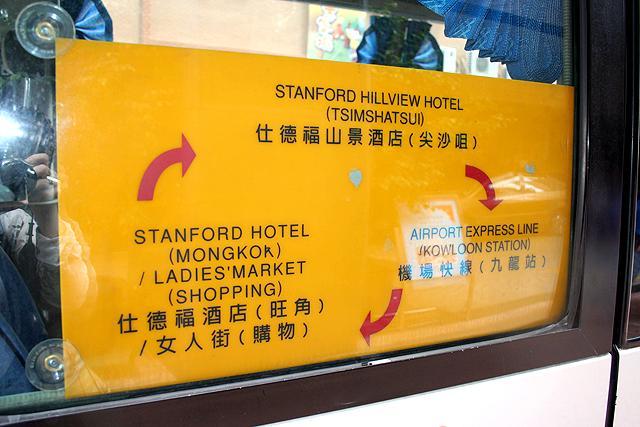 STANFORD HILLVIEW HOTEL
(TSIMSHATSUI)
仕德福山景酒店(尖沙咀)
AIRPORT EXPRESS LINE
/KOWLOON STATION)
機場快線(九龍站)
STANFORD HOTEL
(MONGKOK)
/ LADIES'MARKET
(SHOPPING)
仕德福酒店(旺角)
/女人街(購物)